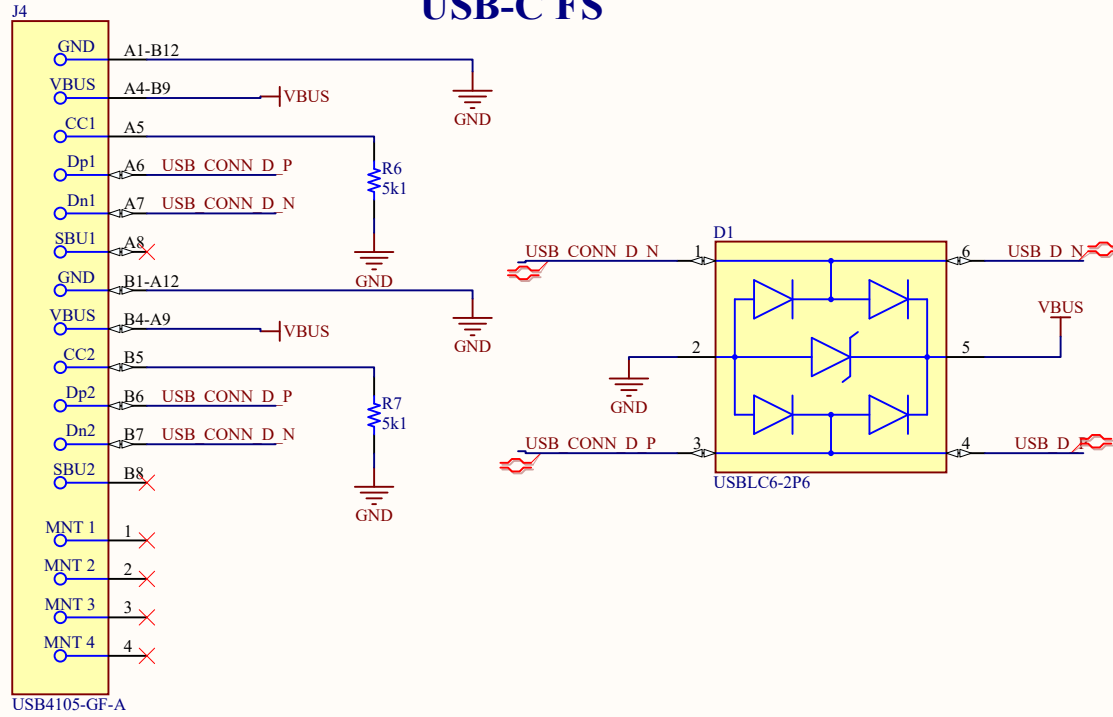 USB-C FS
J4
GND A1-B12
GND
VBUS A4-B9 VBUS
CC1 A5
R6
5k1
GND
Dp1 A6 USB_CONN_D_P
Dn1 A7 USB_CONN_D_N
SBU1 A8
GND B1-A12
GND
VBUS B4-A9 VBUS
CC2 B5
R7
5k1
GND
Dp2 B6 USB_CONN_D_P
Dn2 B7 USB_CONN_D_N
SBU2 B8
MNT 1 1
MNT 2 2
MNT 3 3
MNT 4 4
USB4105-GF-A
D1
USB_CONN_D_N 1 6 USB_D_N
VBUS
2 5
GND
USB_CONN_D_P 3 4 USB_D_P
USBLC6-2P6